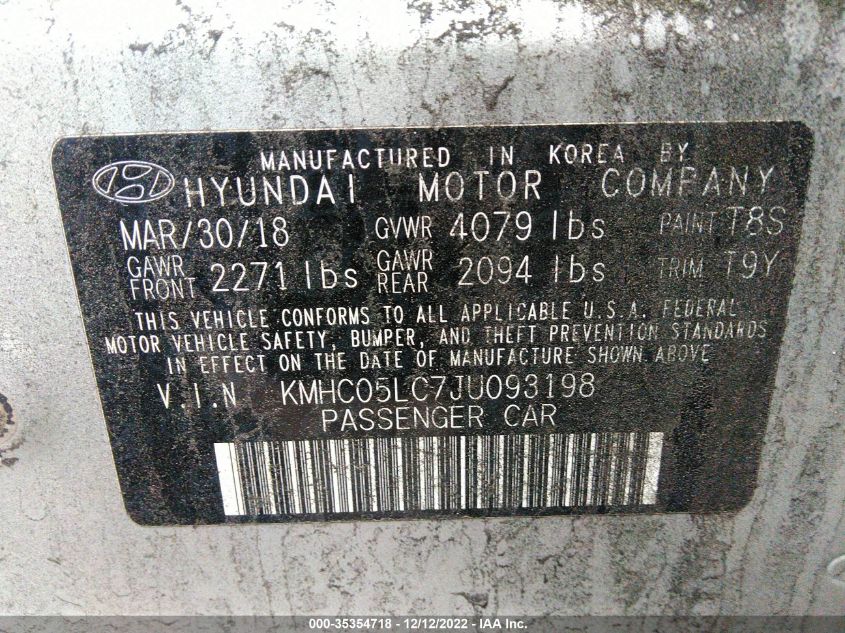 MANUFACTURED IN KOREA BY
HYUNDAI MOTOR COMPANY
MAR/30/18 GVWR 4079 lbs PAINT T8S
GAWR FRONT 2271 lbs GAWR REAR 2094 lbs TRIM T9Y
THIS VEHICLE CONFORMS TO ALL APPLICABLE U.S.A. FEDERAL
MOTOR VEHICLE SAFETY, BUMPER, AND THEFT PREVENTION STANDARDS
IN EFFECT ON THE DATE OF MANUFACTURE SHOWN ABOVE
V.I.N KMHC05LC7JU093198
PASSENGER CAR
000-35354718 - 12/12/2022 - IMPACT AUTO AUCTIONS